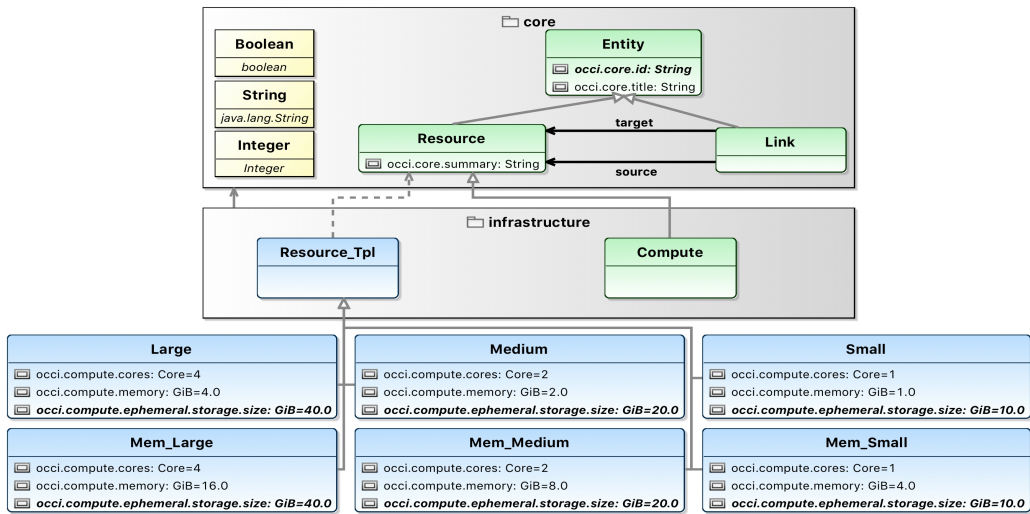 core
Boolean
boolean
String
java.lang.String
Integer
Integer
Entity
occi.core.id: String
occi.core.title: String
Resource
occi.core.summary: String
target
source
Link
infrastructure
Resource_Tpl
Compute
Large
occi.compute.cores: Core=4
occi.compute.memory: GiB=4.0
occi.compute.ephemeral.storage.size: GiB=40.0
Medium
occi.compute.cores: Core=2
occi.compute.memory: GiB=2.0
occi.compute.ephemeral.storage.size: GiB=20.0
Small
occi.compute.cores: Core=1
occi.compute.memory: GiB=1.0
occi.compute.ephemeral.storage.size: GiB=10.0
Mem_Large
occi.compute.cores: Core=4
occi.compute.memory: GiB=16.0
occi.compute.ephemeral.storage.size: GiB=40.0
Mem_Medium
occi.compute.cores: Core=2
occi.compute.memory: GiB=8.0
occi.compute.ephemeral.storage.size: GiB=20.0
Mem_Small
occi.compute.cores: Core=1
occi.compute.memory: GiB=4.0
occi.compute.ephemeral.storage.size: GiB=10.0